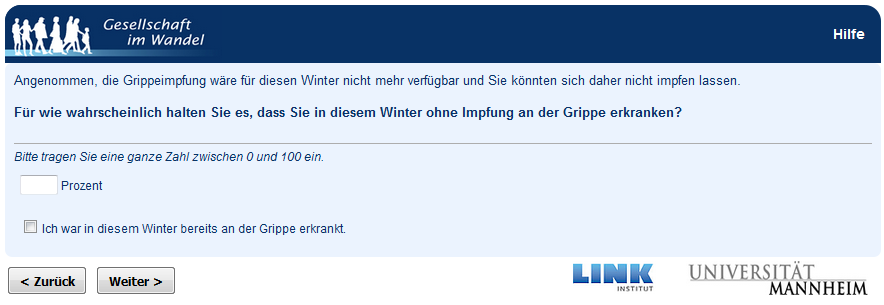 Gesellschaft
im Wandel
Hilfe
Angenommen, die Grippeimpfung wäre für diesen Winter nicht mehr verfügbar und Sie könnten sich daher nicht impfen lassen.
Für wie wahrscheinlich halten Sie es, dass Sie in diesem Winter ohne Impfung an der Grippe erkranken?
Bitte tragen Sie eine ganze Zahl zwischen 0 und 100 ein.
Prozent
Ich war in diesem Winter bereits an der Grippe erkrankt.
< Zurück Weiter >
LINK
INSTITUT
UNIVERSITÄT
MANNHEIM